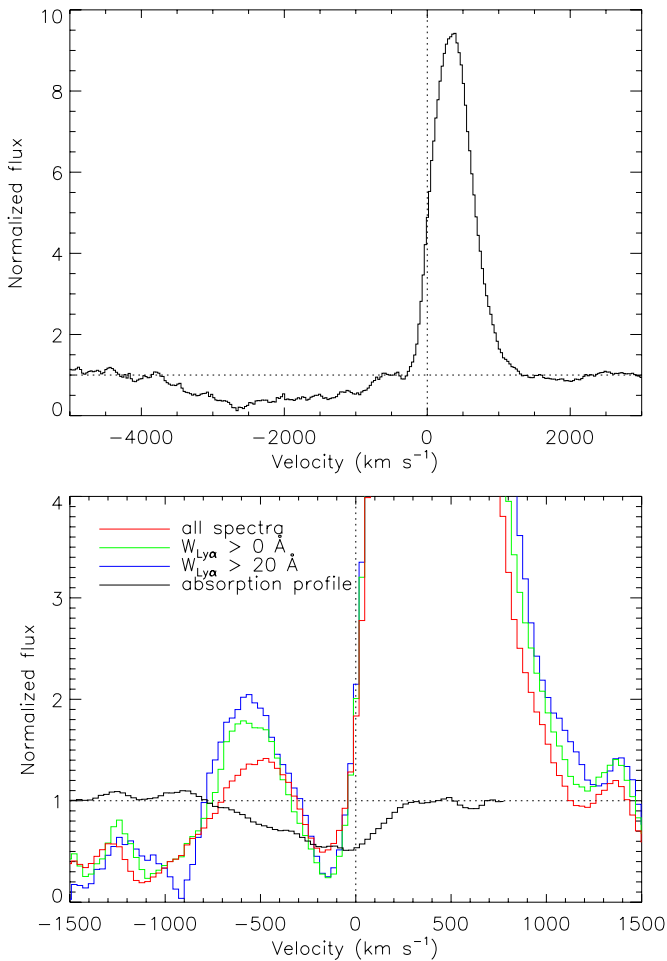 10
8
6
4
2
0
Normalized flux
−4000 −2000 0 2000
Velocity (km s⁻¹)
4
3
2
1
0
Normalized flux
all spectra
W_Lyα > 0 Å
W_Lyα > 20 Å
absorption profile
−1500 −1000 −500 0 500 1000 1500
Velocity (km s⁻¹)